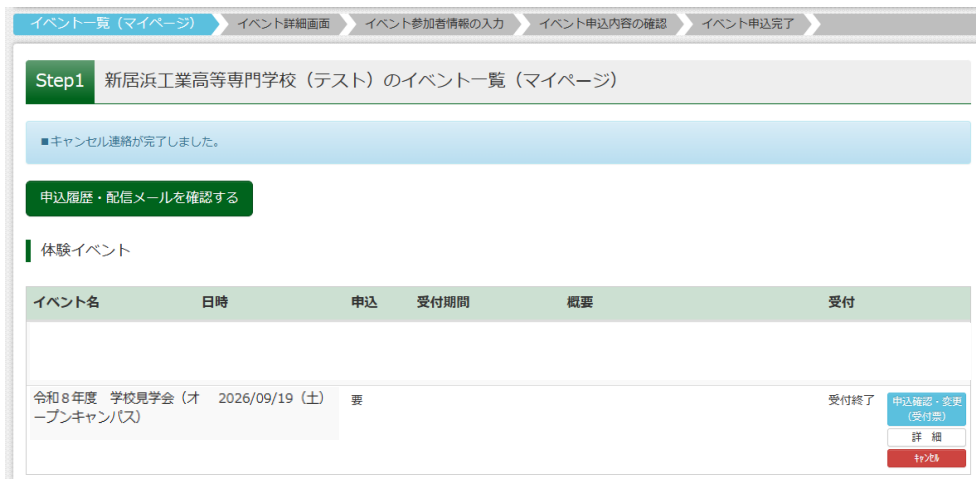 イベント一覧（マイページ） イベント詳細画面 イベント参加者情報の入力 イベント申込内容の確認 イベント申込完了
Step1 新居浜工業高等専門学校（テスト）のイベント一覧（マイページ）
■キャンセル連絡が完了しました。
申込履歴・配信メールを確認する
体験イベント
イベント名 日時 申込 受付期間 概要 受付
令和８年度　学校見学会（オ 2026/09/19（土） 要 受付終了 申込確認・変更
ープンキャンパス） （受付票）
詳　細
ｷｬﾝｾﾙ